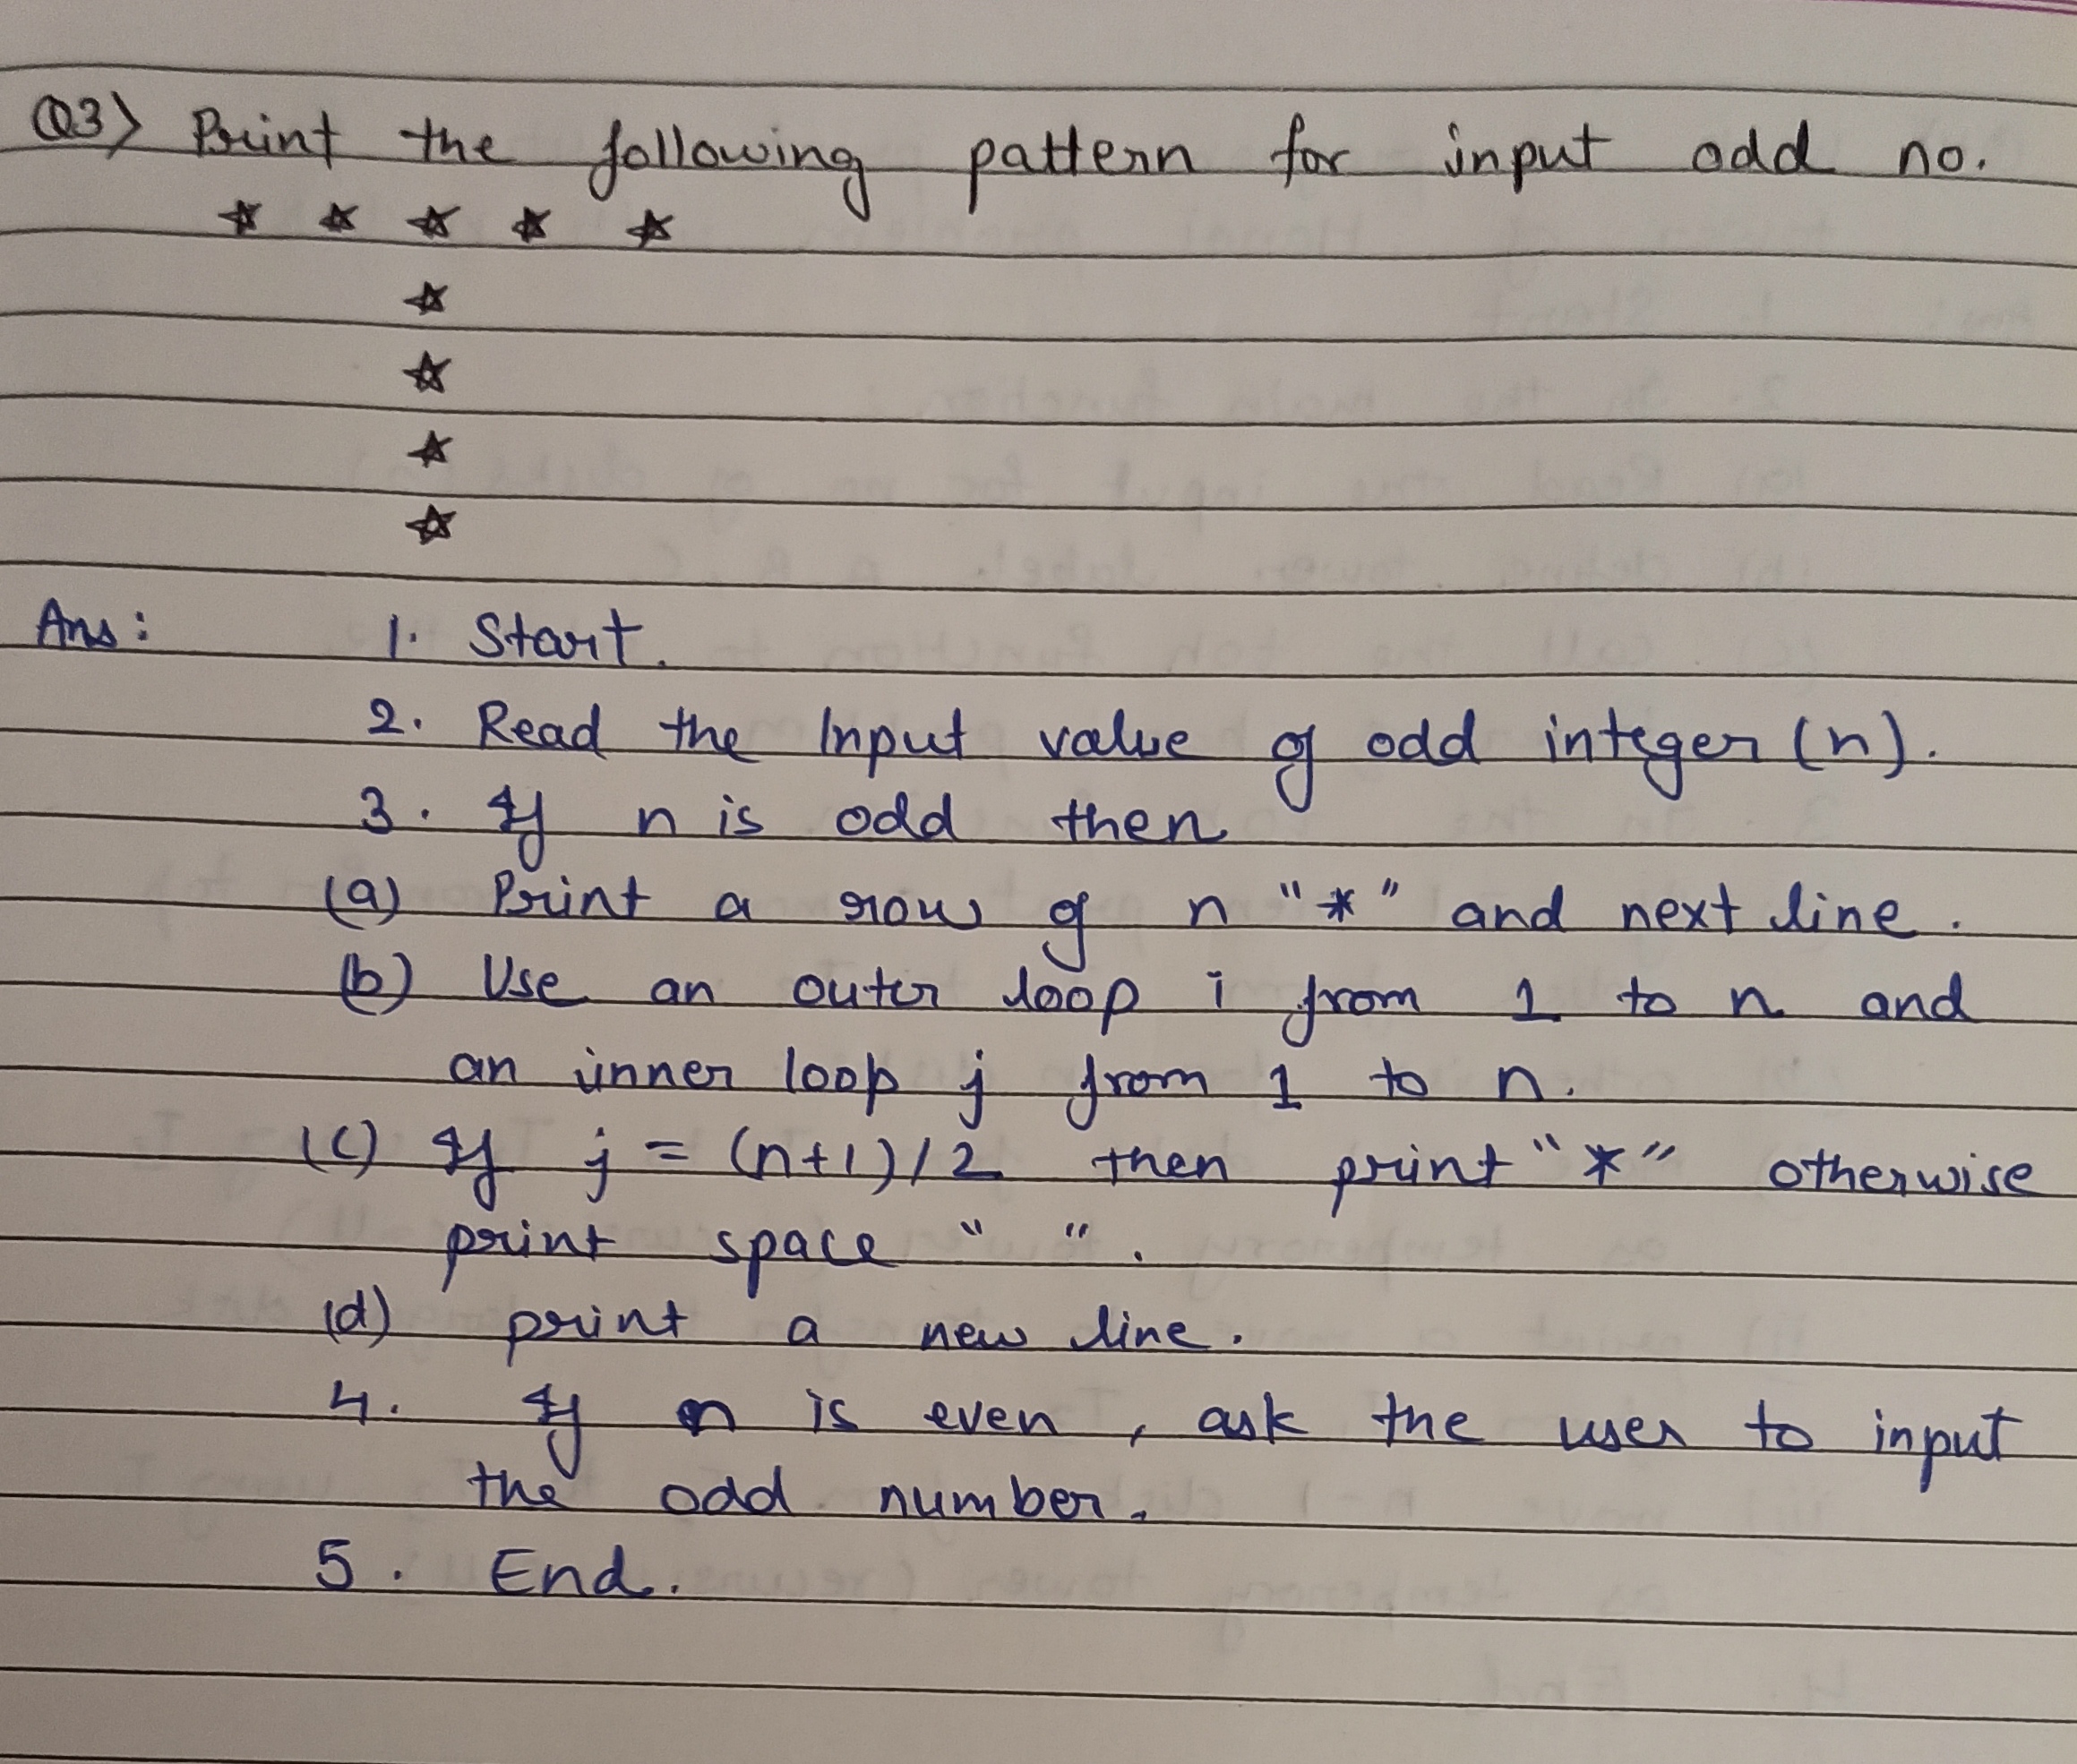 Q3) Print the following pattern for input odd no.
☆ ☆ ☆ ☆ ☆
☆
☆
☆
☆
Ans: 1. Start.
2. Read the Input value of odd integer (n).
3. If n is odd then
(a) Print a row of n "*" and next line.
(b) Use an outer loop i from 1 to n and
an inner loop j from 1 to n.
(c) If j = (n+1)/2 then print "*" otherwise
print space " ".
(d) print a new line.
4. If n is even, ask the user to input
the odd number.
5. End.